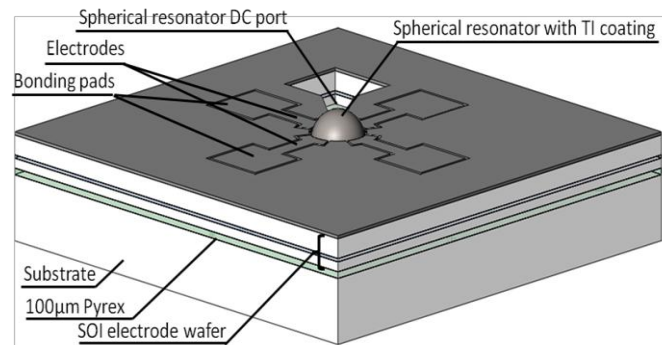 Spherical resonator DC port
Spherical resonator with TI coating
Electrodes
Bonding pads
Substrate
100μm Pyrex
SOI electrode wafer